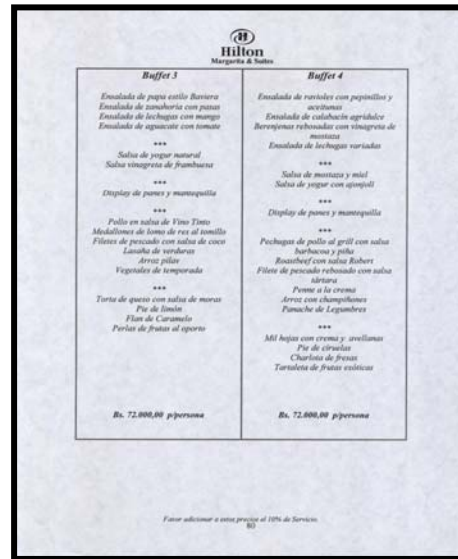 Hilton
Margarita & Suites
Buffet 3
Ensalada de papa estilo Baviera
Ensalada de zanahoria con pasas
Ensalada de lechugas con mango
Ensalada de aguacate con tomate
***
Salsa de yogur natural
Salsa vinagreta de frambuesa
***
Display de panes y mantequilla
***
Pollo en salsa de Vino Tinto
Medallones de lomo de res al tomillo
Filetes de pescado con salsa de coco
Lasaña de verduras
Arroz pilas
Vegetales de temporada
***
Torta de queso con salsa de moras
Pie de limón
Flan de Caramelo
Perlas de frutas al oporto
Bs. 72.000,00 p/persona
Buffet 4
Ensalada de ravioles con pepinillos y
aceitunas
Ensalada de calabacín agridulce
Berenjenas rebosadas con vinagreta de
mostaza
Ensalada de lechugas variadas
***
Salsa de mostaza y miel
Salsa de yogur con ajonjolí
***
Display de panes y mantequilla
***
Pechugas de pollo al grill con salsa
barbacoa y piña
Roastbeef con salsa Robert
Filete de pescado rebosado con salsa
tártara
Penne a la crema
Arroz con champiñones
Panache de Legumbres
***
Mil hojas con crema y avellanas
Pie de ciruelas
Charlota de fresas
Tartaleta de frutas exóticas
Bs. 72.000,00 p/persona
Favor adicionar a estos precios el 10% de Servicio.
80